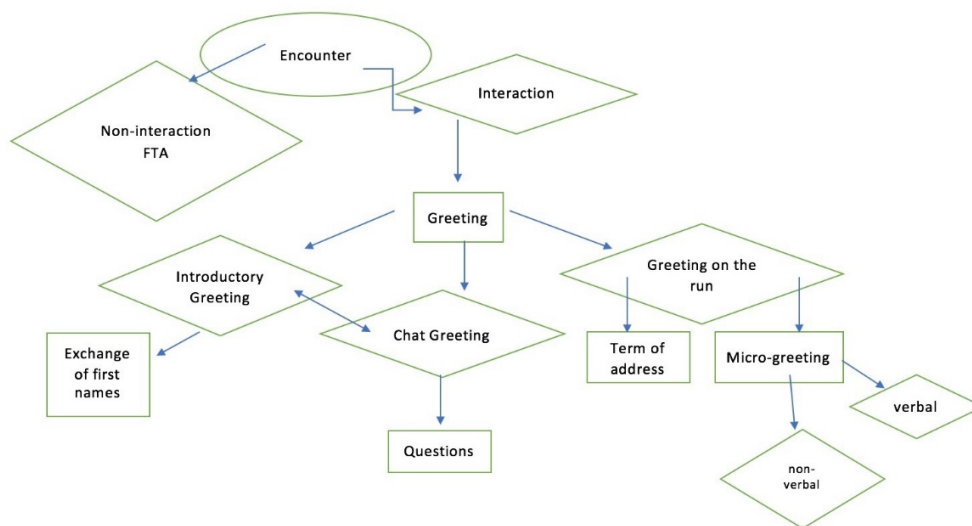 Encounter
Interaction
Non-interaction
FTA
Greeting
Introductory
Greeting
Greeting on the
run
Chat Greeting
Exchange
of first
names
Term of
address
Micro-greeting
verbal
Questions
non-
verbal